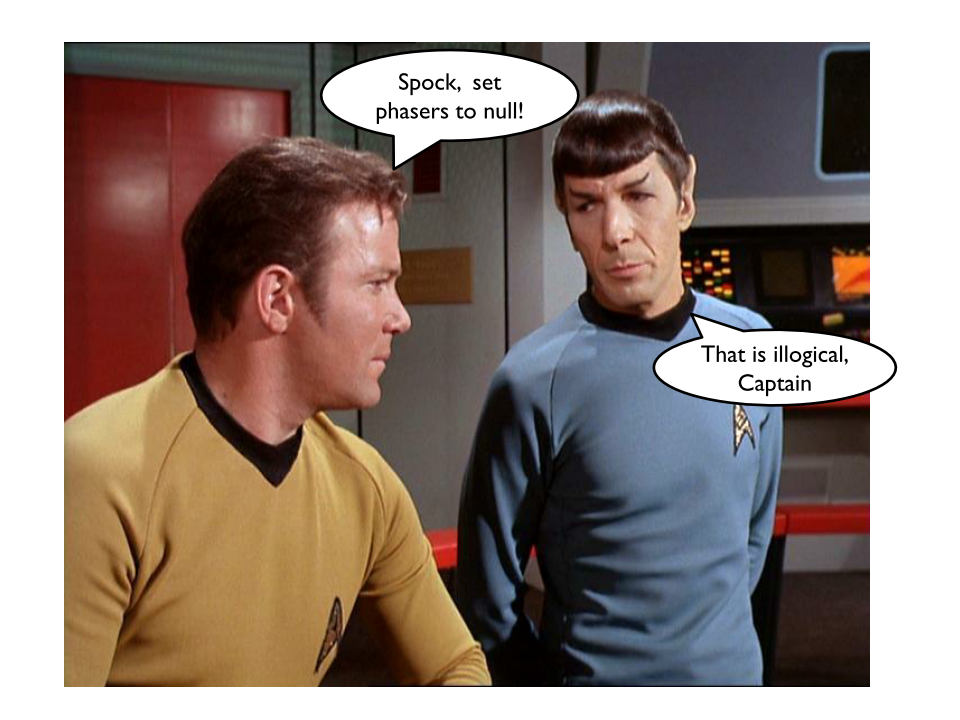 Spock, set
phasers to null!
That is illogical,
Captain